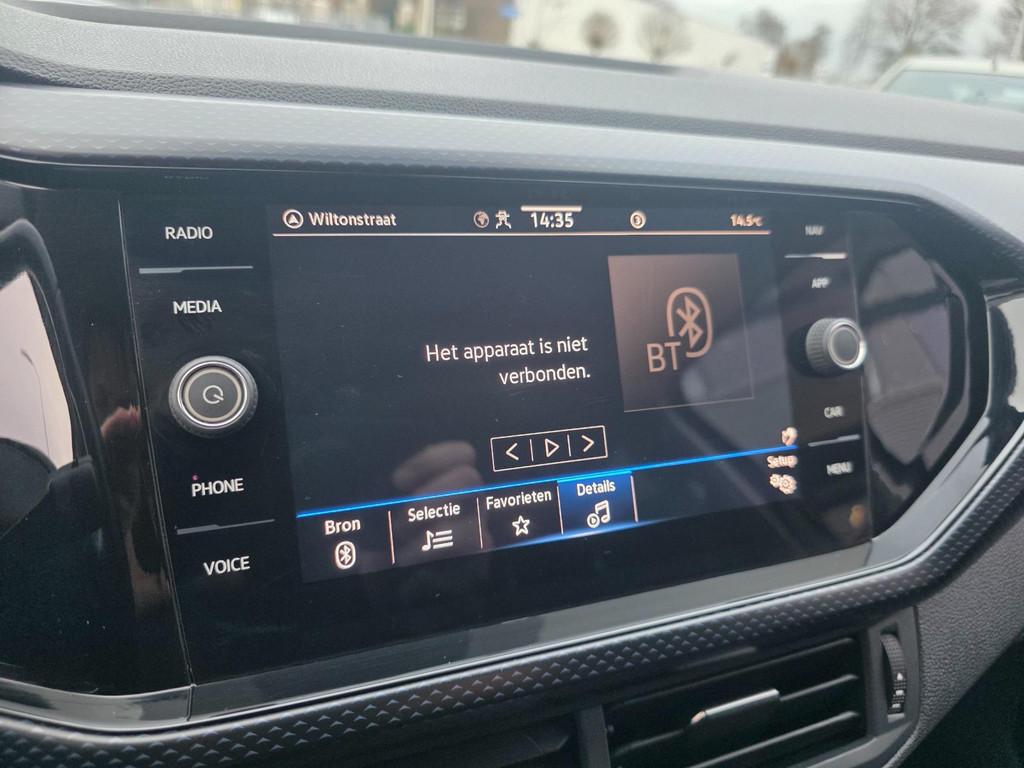 RADIO
MEDIA
PHONE
VOICE
Wiltonstraat
14:35
14.5°C
Het apparaat is niet
verbonden.
BT
Bron
Selectie
Favorieten
Details
Setup
NAV
APP
CAR
MENU